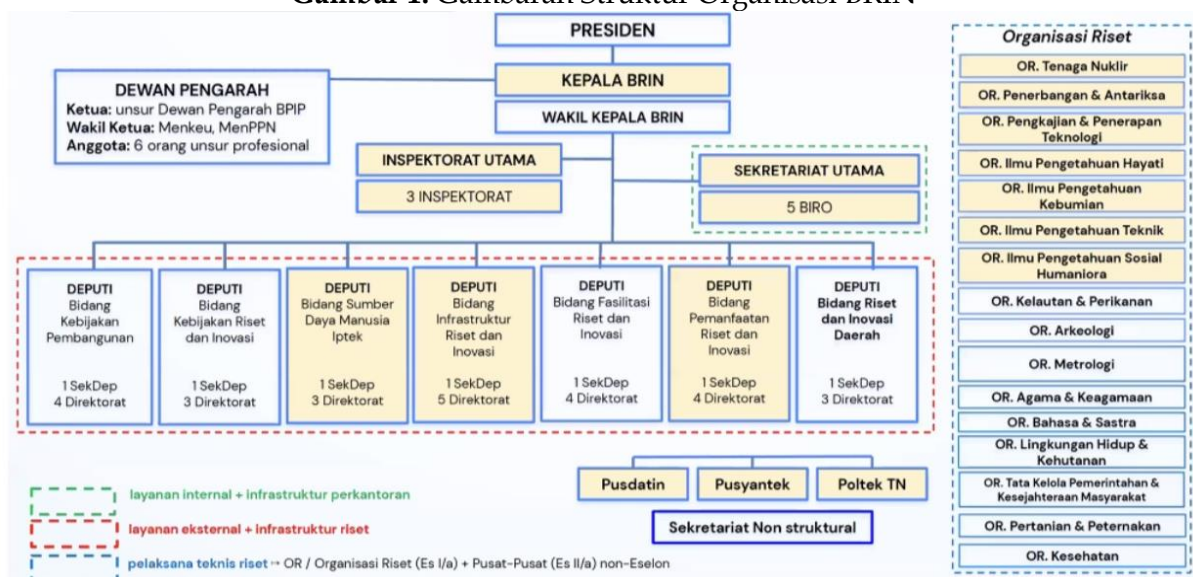 Gambar 1. Gambaran Struktur Organisasi BRIN
PRESIDEN
KEPALA BRIN
WAKIL KEPALA BRIN
DEWAN PENGARAH
Ketua: unsur Dewan Pengarah BPIP
Wakil Ketua: Menkeu, MenPPN
Anggota: 6 orang unsur profesional
INSPEKTORAT UTAMA
3 INSPEKTORAT
SEKRETARIAT UTAMA
5 BIRO
DEPUTI
Bidang
Kebijakan
Pembangunan
1 SekDep
4 Direktorat
DEPUTI
Bidang
Kebijakan Riset
dan Inovasi
1 SekDep
3 Direktorat
DEPUTI
Bidang Sumber
Daya Manusia
Iptek
1 SekDep
3 Direktorat
DEPUTI
Bidang
Infrastruktur
Riset dan
Inovasi
1 SekDep
5 Direktorat
DEPUTI
Bidang Fasilitasi
Riset dan
Inovasi
1 SekDep
4 Direktorat
DEPUTI
Bidang
Pemanfaatan
Riset dan
Inovasi
1 SekDep
4 Direktorat
DEPUTI
Bidang Riset
dan Inovasi
Daerah
1 SekDep
3 Direktorat
Pusdatin
Pusyantek
Poltek TN
Sekretariat Non struktural
layanan internal + infrastruktur perkantoran
layanan eksternal + infrastruktur riset
pelaksana teknis riset → OR / Organisasi Riset (Es I/a) + Pusat-Pusat (Es II/a) non-Eselon
Organisasi Riset
OR. Tenaga Nuklir
OR. Penerbangan & Antariksa
OR. Pengkajian & Penerapan
Teknologi
OR. Ilmu Pengetahuan Hayati
OR. Ilmu Pengetahuan
Kebumian
OR. Ilmu Pengetahuan Teknik
OR. Ilmu Pengetahuan Sosial
Humaniora
OR. Kelautan & Perikanan
OR. Arkeologi
OR. Metrologi
OR. Agama & Keagamaan
OR. Bahasa & Sastra
OR. Lingkungan Hidup &
Kehutanan
OR. Tata Kelola Pemerintahan &
Kesejahteraan Masyarakat
OR. Pertanian & Peternakan
OR. Kesehatan